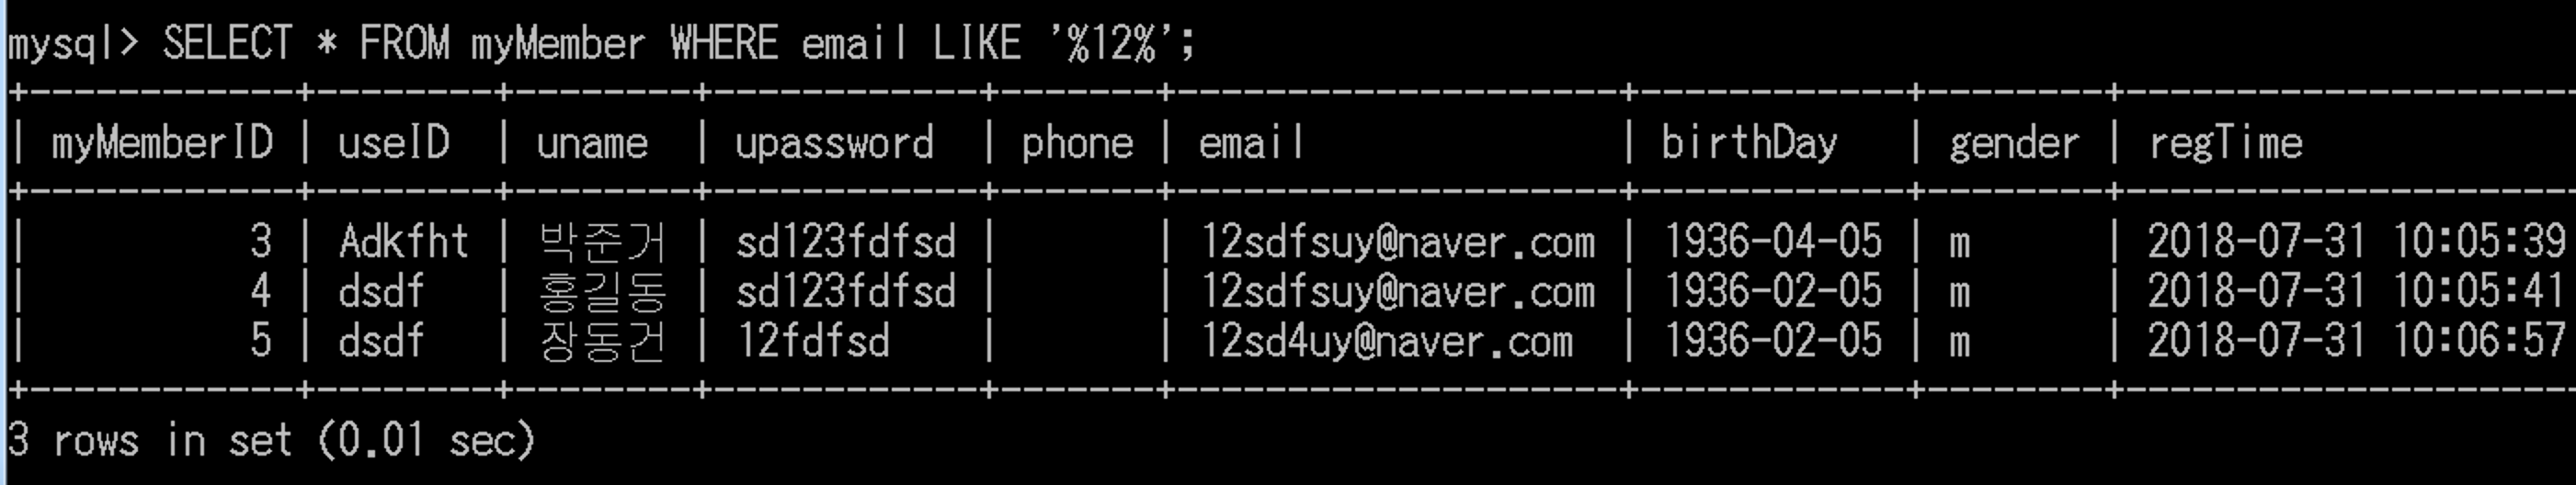 mysql> SELECT * FROM myMember WHERE email LIKE '%12%';
+------------+--------+--------+------------+-------+-------------------+------------+--------+---------------------
| myMemberID | useID  | uname  | upassword  | phone | email             | birthDay   | gender | regTime
+------------+--------+--------+------------+-------+-------------------+------------+--------+---------------------
|          3 | Adkfht | 박준거 | sd123fdfsd |       | 12sdfsuy@naver.com | 1936-04-05 | m      | 2018-07-31 10:05:39
|          4 | dsdf   | 홍길동 | sd123fdfsd |       | 12sdfsuy@naver.com | 1936-02-05 | m      | 2018-07-31 10:05:41
|          5 | dsdf   | 장동건 | 12fdfsd    |       | 12sd4uy@naver.com  | 1936-02-05 | m      | 2018-07-31 10:06:57
+------------+--------+--------+------------+-------+-------------------+------------+--------+---------------------
3 rows in set (0.01 sec)